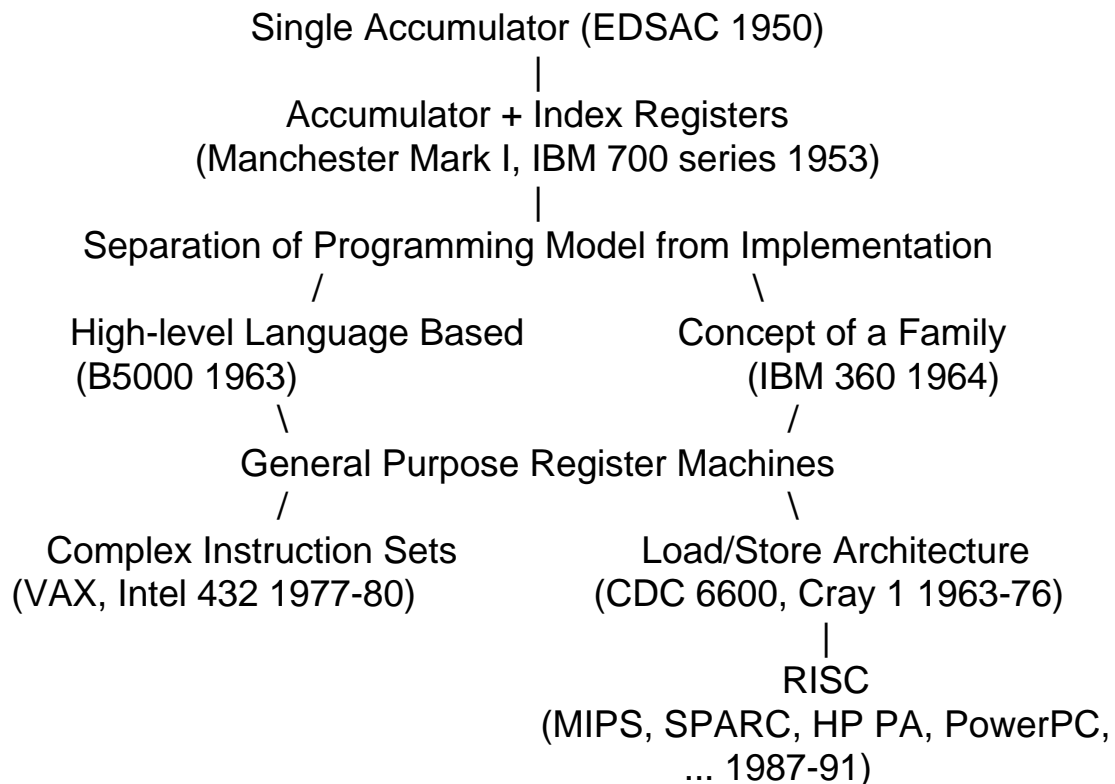 Single Accumulator (EDSAC 1950)
|
Accumulator + Index Registers
(Manchester Mark I, IBM 700 series 1953)
|
Separation of Programming Model from Implementation
/ \
High-level Language Based Concept of a Family
(B5000 1963) (IBM 360 1964)
\ /
General Purpose Register Machines
/ \
Complex Instruction Sets Load/Store Architecture
(VAX, Intel 432 1977-80) (CDC 6600, Cray 1 1963-76)
|
RISC
(MIPS, SPARC, HP PA, PowerPC,
... 1987-91)